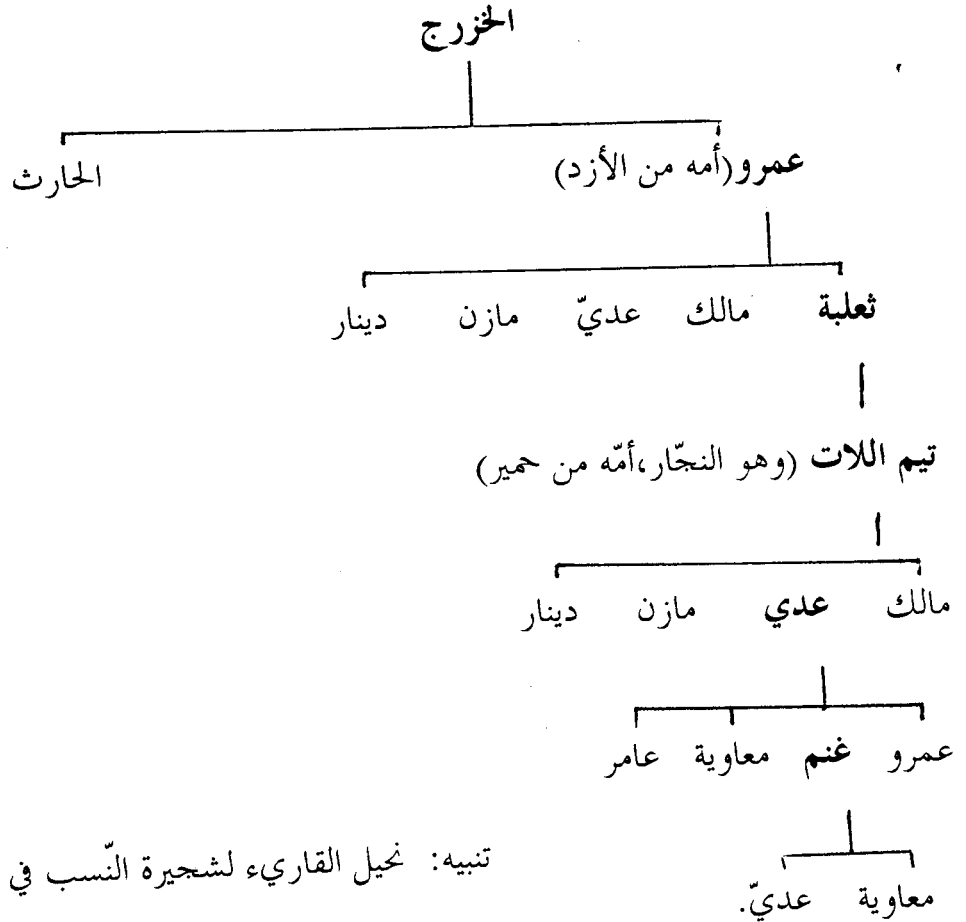 الخزرج
عمرو(أمه من الأزد) الحارث
ثعلبة مالك عديّ مازن دينار
تيم اللات (وهو النجّار،أمّه من حمير)
مالك عدي مازن دينار
عمرو غنم معاوية عامر
معاوية عديّ.
تنبيه: نحيل القاريء لشجيرة النّسب في